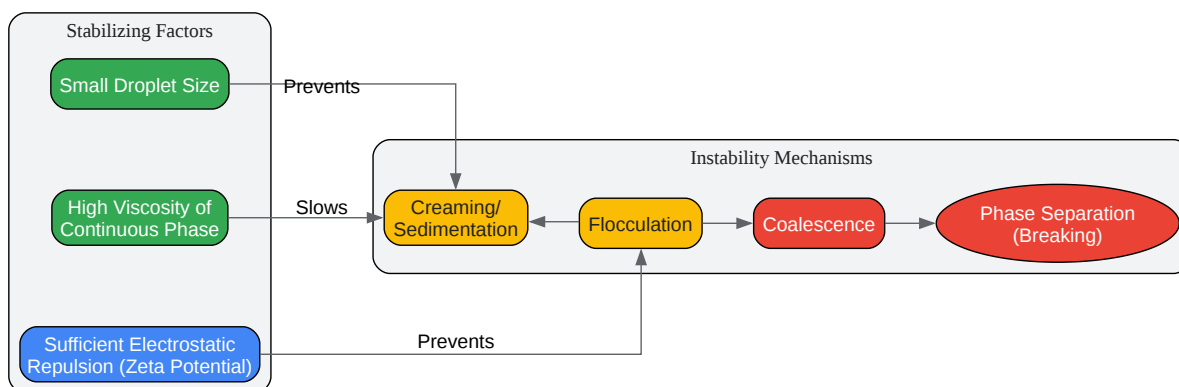 Stabilizing Factors
Small Droplet Size
Prevents
Instability Mechanisms
High Viscosity of
Continuous Phase
Slows
Creaming/
Sedimentation
Flocculation
Coalescence
Phase Separation
(Breaking)
Sufficient Electrostatic
Repulsion (Zeta Potential)
Prevents